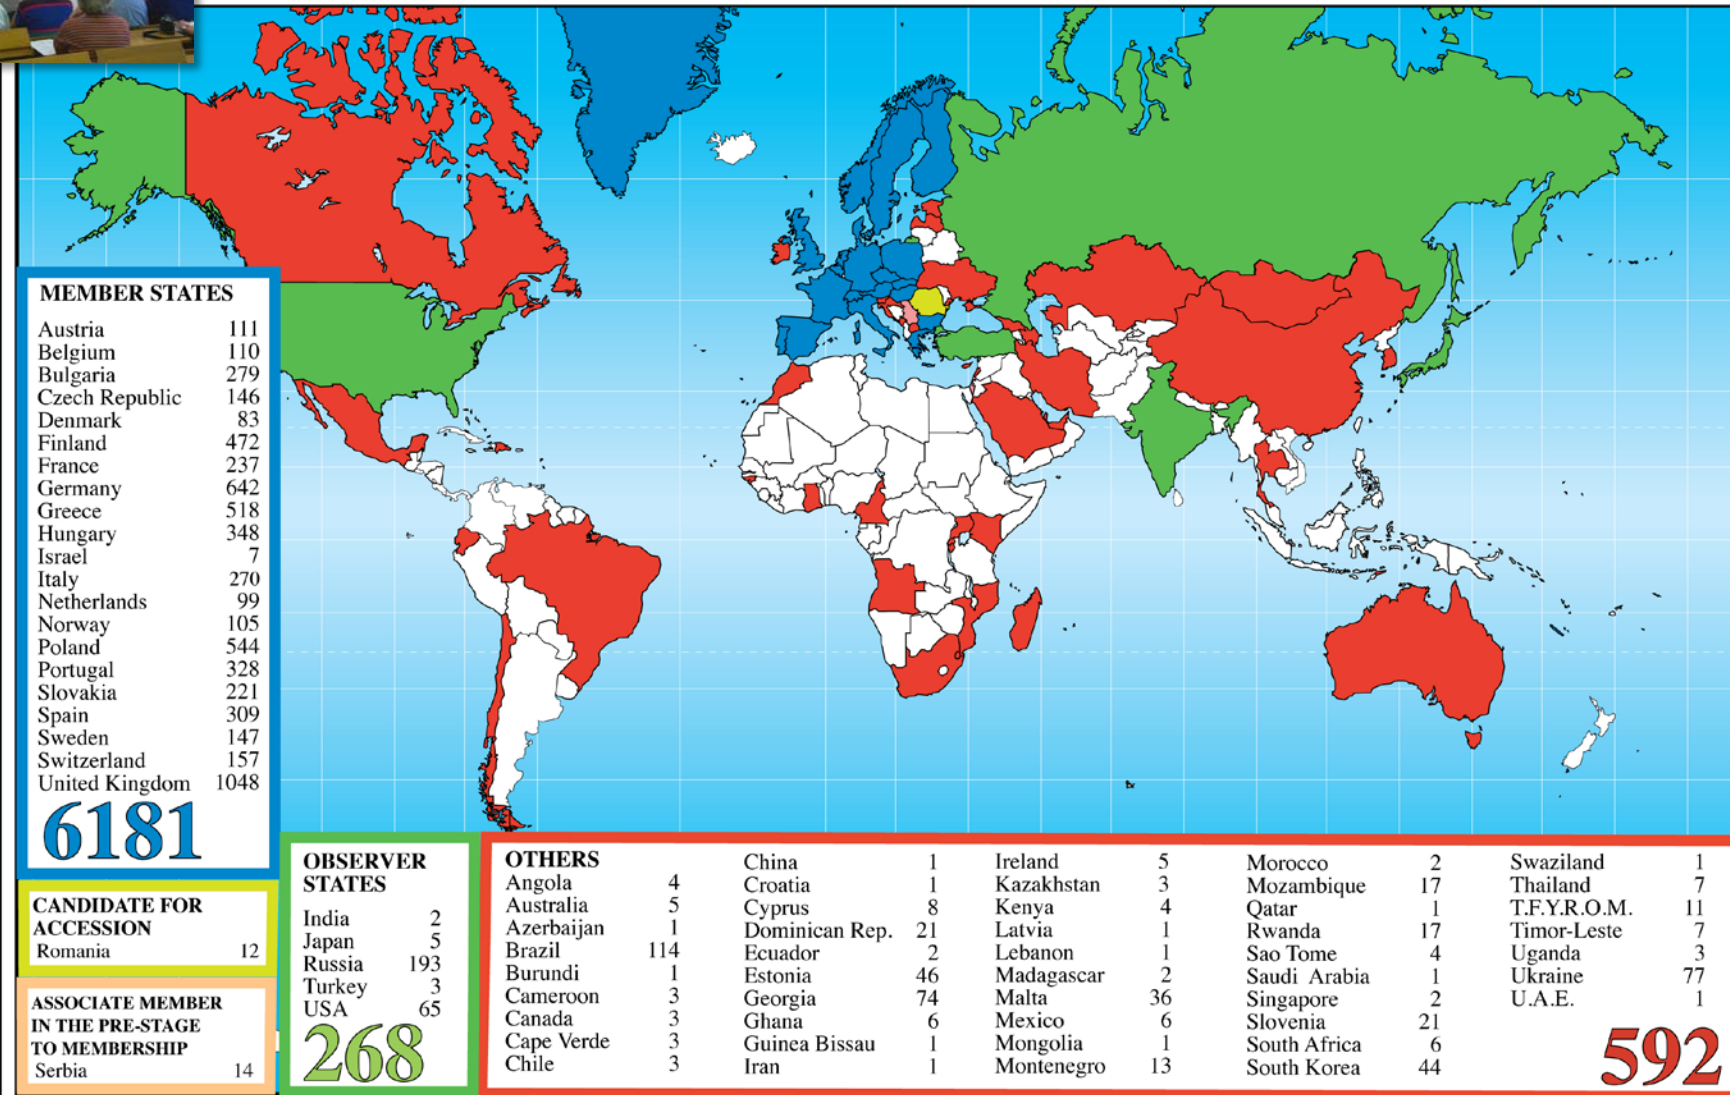 MEMBER STATES
Austria 111
Belgium 110
Bulgaria 279
Czech Republic 146
Denmark 83
Finland 472
France 237
Germany 642
Greece 518
Hungary 348
Israel 7
Italy 270
Netherlands 99
Norway 105
Poland 544
Portugal 328
Slovakia 221
Spain 309
Sweden 147
Switzerland 157
United Kingdom 1048
6181
CANDIDATE FOR
ACCESSION
Romania 12
ASSOCIATE MEMBER
IN THE PRE-STAGE
TO MEMBERSHIP
Serbia 14
OBSERVER
STATES
India 2
Japan 5
Russia 193
Turkey 3
USA 65
268
OTHERS
Angola 4
Australia 5
Azerbaijan 1
Brazil 114
Burundi 1
Cameroon 3
Canada 3
Cape Verde 3
Chile 3
China 1
Croatia 1
Cyprus 8
Dominican Rep. 21
Ecuador 2
Estonia 46
Georgia 74
Ghana 6
Guinea Bissau 1
Iran 1
Ireland 5
Kazakhstan 3
Kenya 4
Latvia 1
Lebanon 1
Madagascar 2
Malta 36
Mexico 6
Mongolia 1
Montenegro 13
Morocco 2
Mozambique 17
Qatar 1
Rwanda 17
Sao Tome 4
Saudi Arabia 1
Singapore 2
Slovenia 21
South Africa 6
South Korea 44
Swaziland 1
Thailand 7
T.F.Y.R.O.M. 11
Timor-Leste 7
Uganda 3
Ukraine 77
U.A.E. 1
592